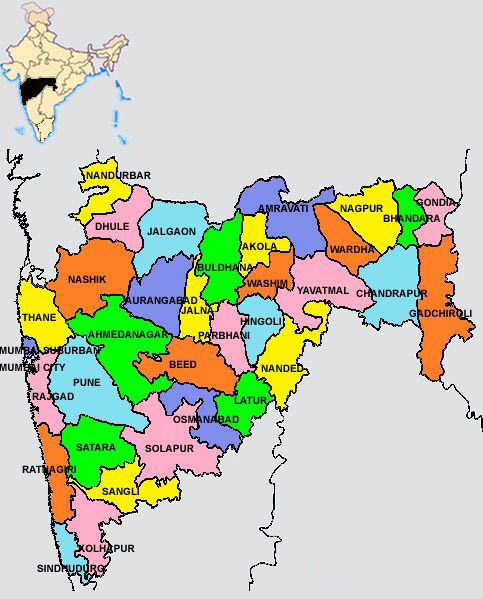 NANDURBAR
GONDIA
AMRAVATI
NAGPUR
BHANDARA
DHULE
JALGAON
AKOLA
WARDHA
BULDHANA
NASHIK
WASHIM
YAVATMAL
CHANDRAPUR
AURANGABAD
JALNA
GADCHIROLI
THANE
HINGOLI
AHMEDANAGAR
PARBHANI
MUMBAI SUBURBAN
BEED
NANDED
MUMBAI CITY
PUNE
RAJGAD
LATUR
OSMANABAD
SATARA
SOLAPUR
RATNAGIRI
SANGLI
KOLHAPUR
SINDHUDURG